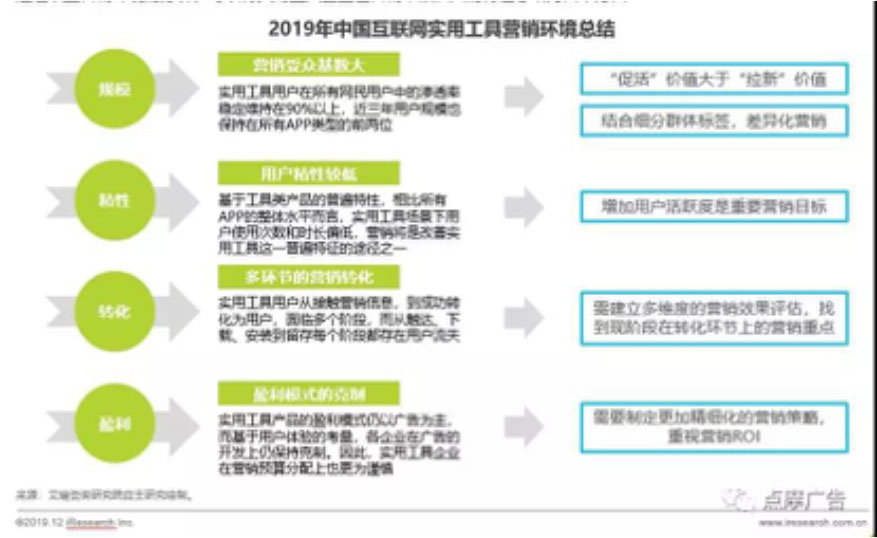 2019年中国互联网实用工具营销环境总结
规模
营销受众基数大
实用工具用户在所有网民用户中的渗透率
稳定维持在90%以上，近三年用户规模也
保持在所有APP类型的前两位
“促活”价值大于“拉新”价值
结合细分群体标签，差异化营销
粘性
用户粘性较低
基于工具类产品的普遍特性，相比所有
APP的整体水平而言，实用工具场景下用
户使用次数和时长偏低，营销将是改善实
用工具这一普遍特征的途径之一
增加用户活跃度是重要营销目标
转化
多环节的营销转化
实用工具用户从接触营销信息，到成功转
化为用户，面临多个阶段，而从触达、下
载、安装到留存每个阶段都存在用户流失
需建立多维度的营销效果评估，找
到现阶段在转化环节上的营销重点
盈利
盈利模式的克制
实用工具产品的盈利模式仍以广告为主，
而基于用户体验的考量，各企业在广告的
开发上仍保持克制，因此，实用工具企业
在营销预算分配上也更为谨慎
需要制定更加精细化的营销策略，
重视营销ROI
来源：艾瑞咨询研究院自主研究绘制。
点摩广告
©2019.12 iResearch Inc.
www.iresearch.com.cn